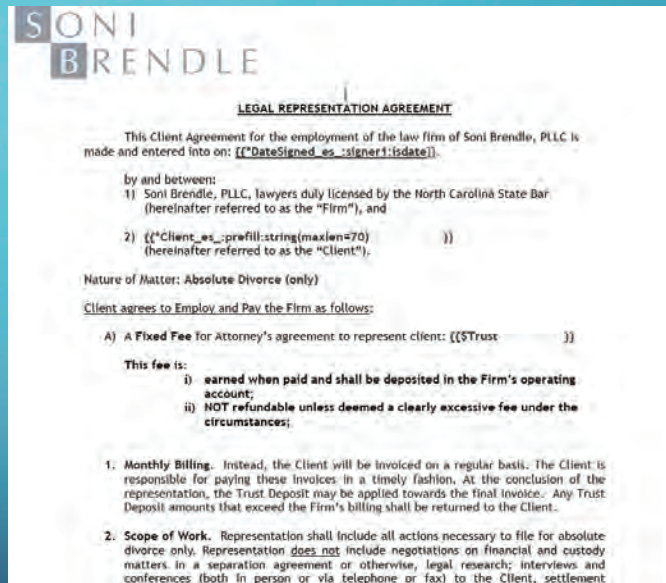 SONI
BRENDLE
LEGAL REPRESENTATION AGREEMENT
This Client Agreement for the employment of the law firm of Soni Brendle, PLLC is
made and entered into on: {{*DateSigned_es_:signer1:isdate}}.
by and between:
1) Soni Brendle, PLLC, lawyers duly licensed by the North Carolina State Bar
(hereinafter referred to as the "Firm"), and
2) {{*Client_es_:prefill:string(maxlen=70) }}
(hereinafter referred to as the "Client").
Nature of Matter: Absolute Divorce (only)
Client agrees to Employ and Pay the Firm as follows:
A) A Fixed Fee for Attorney's agreement to represent client: {{$Trust }}
This fee is:
i) earned when paid and shall be deposited in the Firm's operating
account;
ii) NOT refundable unless deemed a clearly excessive fee under the
circumstances;
1. Monthly Billing. Instead, the Client will be invoiced on a regular basis. The Client is
responsible for paying these invoices in a timely fashion. At the conclusion of the
representation, the Trust Deposit may be applied towards the final invoice. Any Trust
Deposit amounts that exceed the Firm's billing shall be returned to the Client.
2. Scope of Work. Representation shall include all actions necessary to file for absolute
divorce only. Representation does not include negotiations on financial and custody
matters in a separation agreement or otherwise, legal research; interviews and
conferences (both in person or via telephone or fax) to the Client, settlement